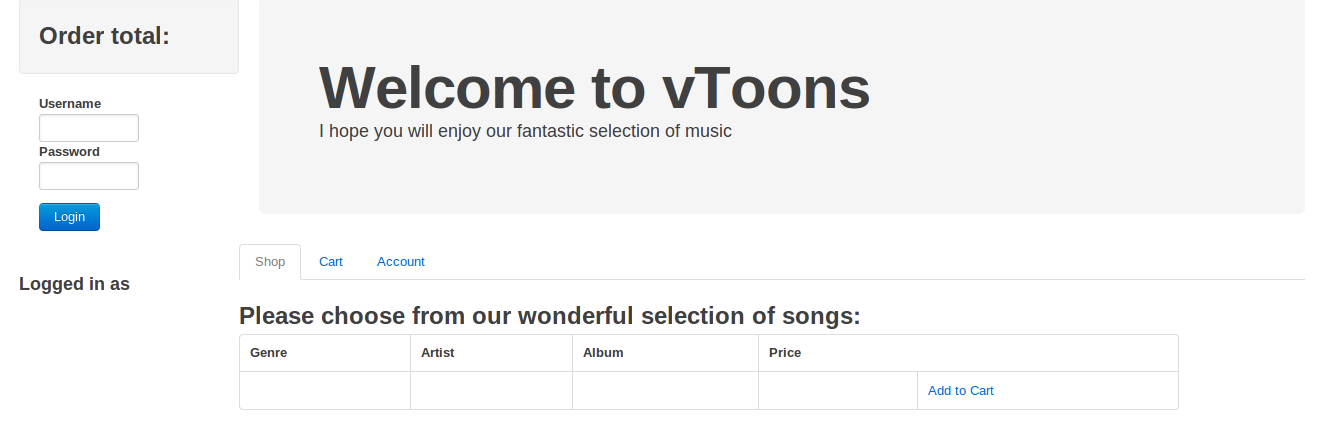 Order total:
Username
Password
Login
Logged in as
Welcome to vToons
I hope you will enjoy our fantastic selection of music
Shop Cart Account
Please choose from our wonderful selection of songs:
Genre Artist Album Price
Add to Cart